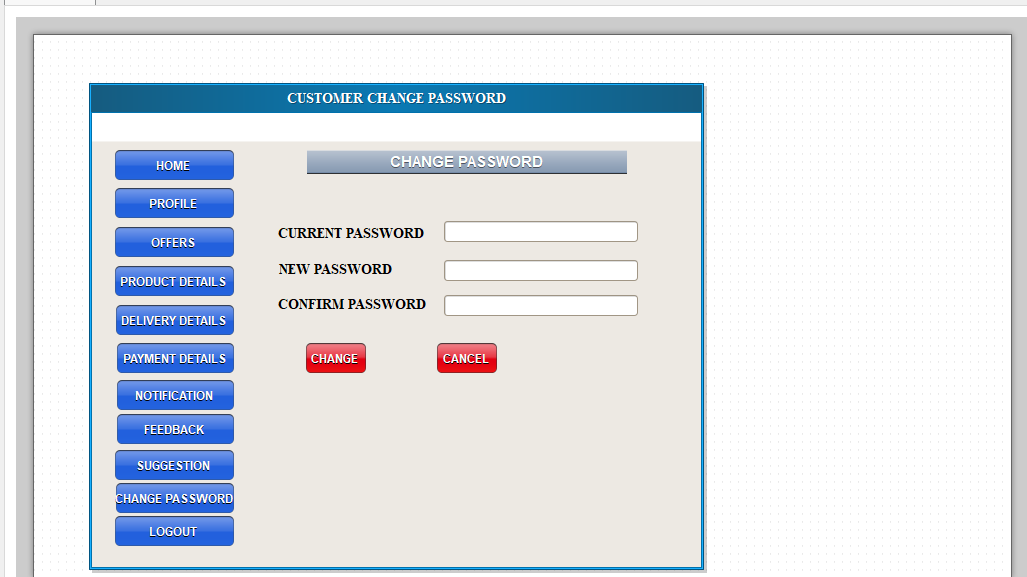 CUSTOMER CHANGE PASSWORD
HOME
PROFILE
OFFERS
PRODUCT DETAILS
DELIVERY DETAILS
PAYMENT DETAILS
NOTIFICATION
FEEDBACK
SUGGESTION
CHANGE PASSWORD
LOGOUT
CHANGE PASSWORD
CURRENT PASSWORD
NEW PASSWORD
CONFIRM PASSWORD
CHANGE
CANCEL